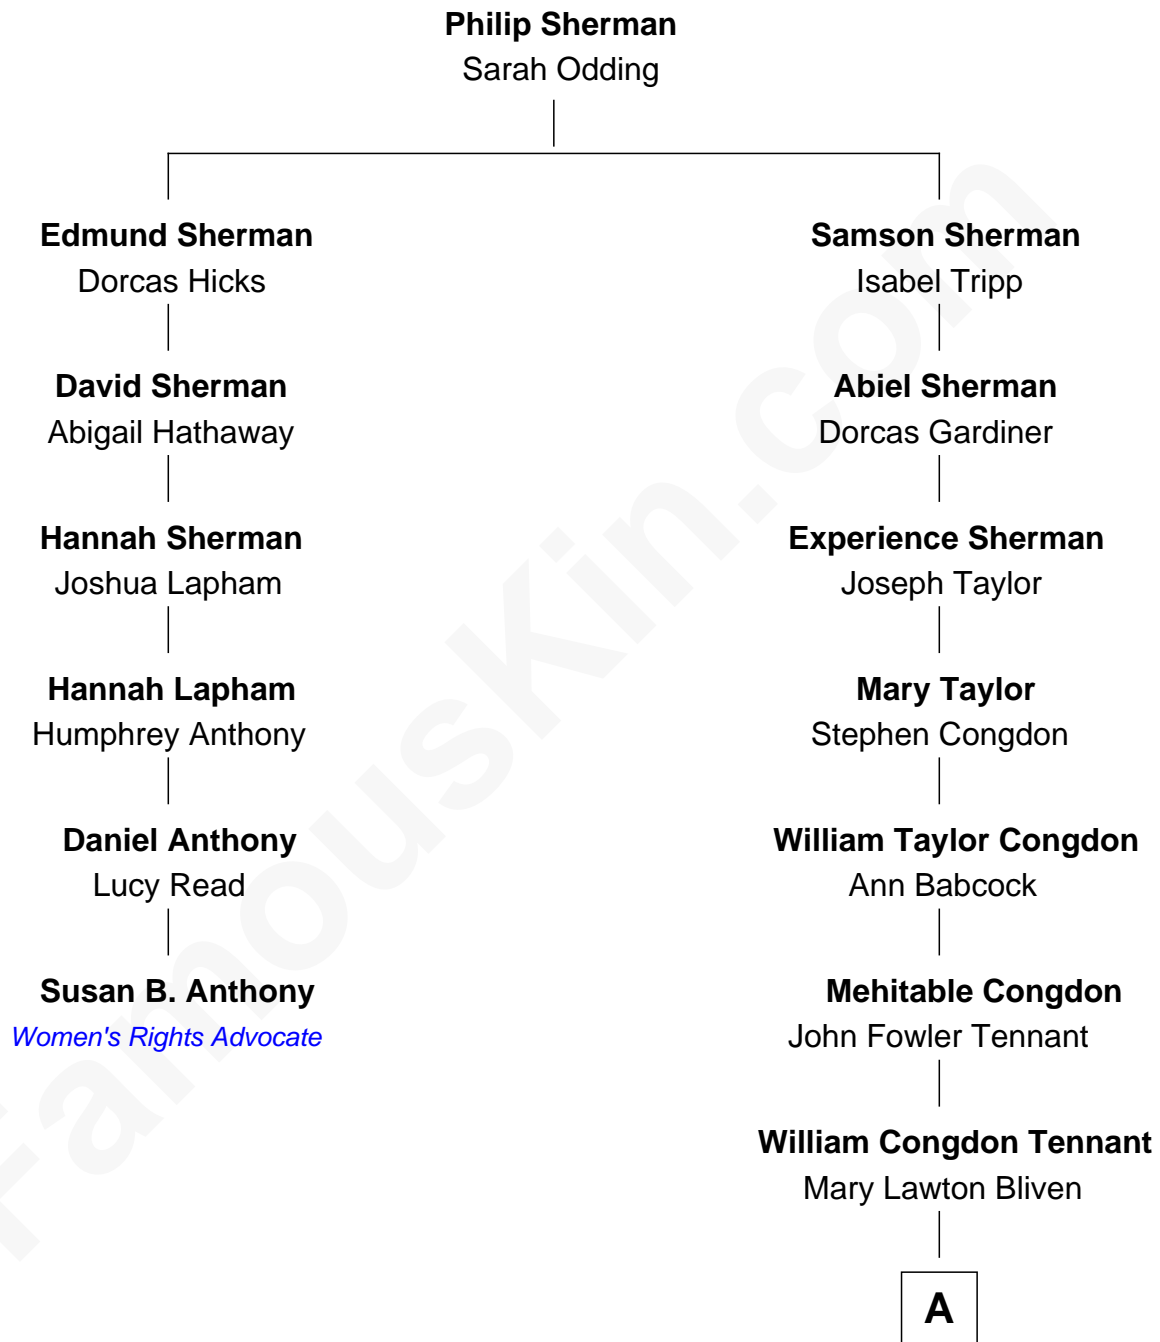 Philip Sherman
Sarah Odding
Edmund Sherman
Dorcas Hicks
David Sherman
Abigail Hathaway
Hannah Sherman
Joshua Lapham
Hannah Lapham
Humphrey Anthony
Daniel Anthony
Lucy Read
Susan B. Anthony
Women's Rights Advocate
Samson Sherman
Isabel Tripp
Abiel Sherman
Dorcas Gardiner
Experience Sherman
Joseph Taylor
Mary Taylor
Stephen Congdon
William Taylor Congdon
Ann Babcock
Mehitable Congdon
John Fowler Tennant
William Congdon Tennant
Mary Lawton Bliven
A
FamousKin.com